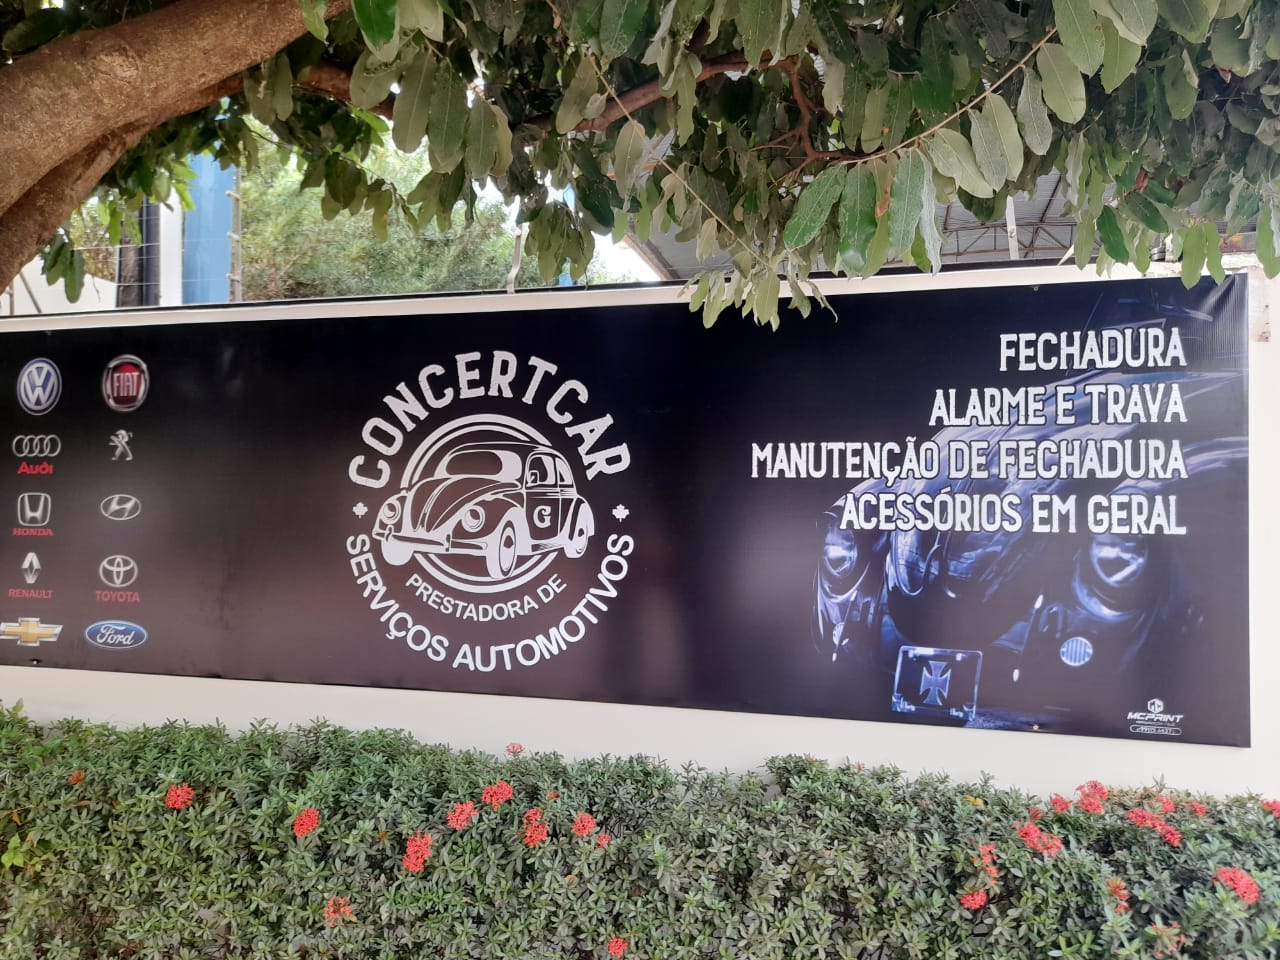 FIAT
Audi
HONDA
RENAULT
TOYOTA
Ford
CONCERTCAR
G
PRESTADORA DE
SERVIÇOS AUTOMOTIVOS
FECHADURA
ALARME E TRAVA
MANUTENÇÃO DE FECHADURA
ACESSÓRIOS EM GERAL
MCPRINT